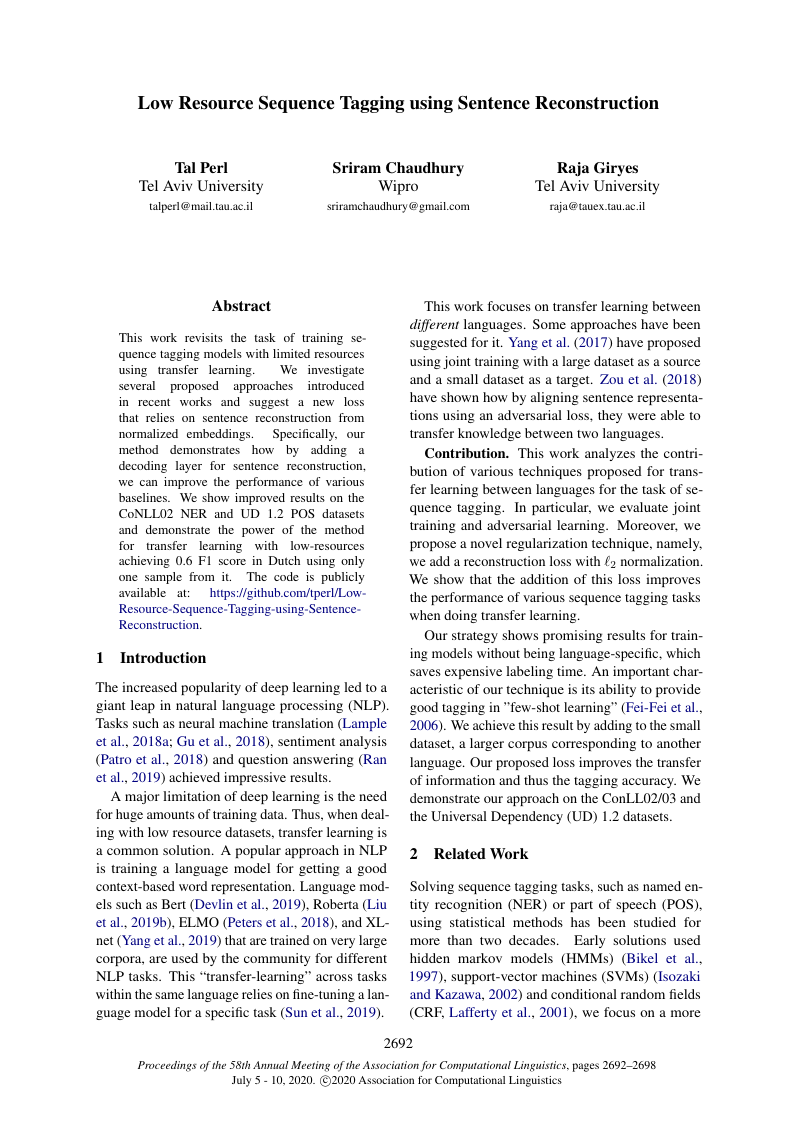 Low Resource Sequence Tagging using Sentence Reconstruction
Tal Perl
Tel Aviv University
talperl@mail.tau.ac.il
Sriram Chaudhury
Wipro
sriramchaudhury@gmail.com
Raja Giryes
Tel Aviv University
raja@tauex.tau.ac.il
Abstract
This work revisits the task of training se-
quence tagging models with limited resources
using transfer learning. We investigate
several proposed approaches introduced
in recent works and suggest a new loss
that relies on sentence reconstruction from
normalized embeddings. Specifically, our
method demonstrates how by adding a
decoding layer for sentence reconstruction,
we can improve the performance of various
baselines. We show improved results on the
CoNLL02 NER and UD 1.2 POS datasets
and demonstrate the power of the method
for transfer learning with low-resources
achieving 0.6 F1 score in Dutch using only
one sample from it. The code is publicly
available at: https://github.com/tperl/Low-
Resource-Sequence-Tagging-using-Sentence-
Reconstruction.
1 Introduction
The increased popularity of deep learning led to a
giant leap in natural language processing (NLP).
Tasks such as neural machine translation (Lample
et al., 2018a; Gu et al., 2018), sentiment analysis
(Patro et al., 2018) and question answering (Ran
et al., 2019) achieved impressive results.
A major limitation of deep learning is the need
for huge amounts of training data. Thus, when deal-
ing with low resource datasets, transfer learning is
a common solution. A popular approach in NLP
is training a language model for getting a good
context-based word representation. Language mod-
els such as Bert (Devlin et al., 2019), Roberta (Liu
et al., 2019b), ELMO (Peters et al., 2018), and XL-
net (Yang et al., 2019) that are trained on very large
corpora, are used by the community for different
NLP tasks. This “transfer-learning” across tasks
within the same language relies on fine-tuning a lan-
guage model for a specific task (Sun et al., 2019).
This work focuses on transfer learning between
different languages. Some approaches have been
suggested for it. Yang et al. (2017) have proposed
using joint training with a large dataset as a source
and a small dataset as a target. Zou et al. (2018)
have shown how by aligning sentence representa-
tions using an adversarial loss, they were able to
transfer knowledge between two languages.
Contribution. This work analyzes the contri-
bution of various techniques proposed for trans-
fer learning between languages for the task of se-
quence tagging. In particular, we evaluate joint
training and adversarial learning. Moreover, we
propose a novel regularization technique, namely,
we add a reconstruction loss with ℓ2 normalization.
We show that the addition of this loss improves
the performance of various sequence tagging tasks
when doing transfer learning.
Our strategy shows promising results for train-
ing models without being language-specific, which
saves expensive labeling time. An important char-
acteristic of our technique is its ability to provide
good tagging in ”few-shot learning” (Fei-Fei et al.,
2006). We achieve this result by adding to the small
dataset, a larger corpus corresponding to another
language. Our proposed loss improves the transfer
of information and thus the tagging accuracy. We
demonstrate our approach on the ConLL02/03 and
the Universal Dependency (UD) 1.2 datasets.
2 Related Work
Solving sequence tagging tasks, such as named en-
tity recognition (NER) or part of speech (POS),
using statistical methods has been studied for
more than two decades. Early solutions used
hidden markov models (HMMs) (Bikel et al.,
1997), support-vector machines (SVMs) (Isozaki
and Kazawa, 2002) and conditional random fields
(CRF, Lafferty et al., 2001), we focus on a more
2692
Proceedings of the 58th Annual Meeting of the Association for Computational Linguistics, pages 2692–2698
July 5 - 10, 2020. ©2020 Association for Computational Linguistics